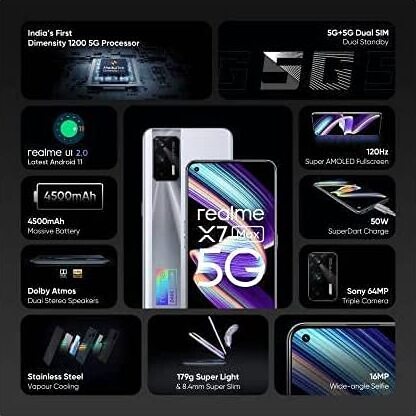 India's First
Dimensity 1200 5G Processor
5G+5G Dual SIM
Dual Standby
5G
realme UI 2.0
Latest Android 11
11
120Hz
Super AMOLED Fullscreen
4500mAh
4500mAh
Massive Battery
realme
X7 Max
5G
50W
SuperDart Charge
Dolby Atmos
Dual Stereo Speakers
Sony 64MP
Triple Camera
Stainless Steel
Vapour Cooling
179g Super Light
& 8.4mm Super Slim
16MP
Wide-angle Selfie